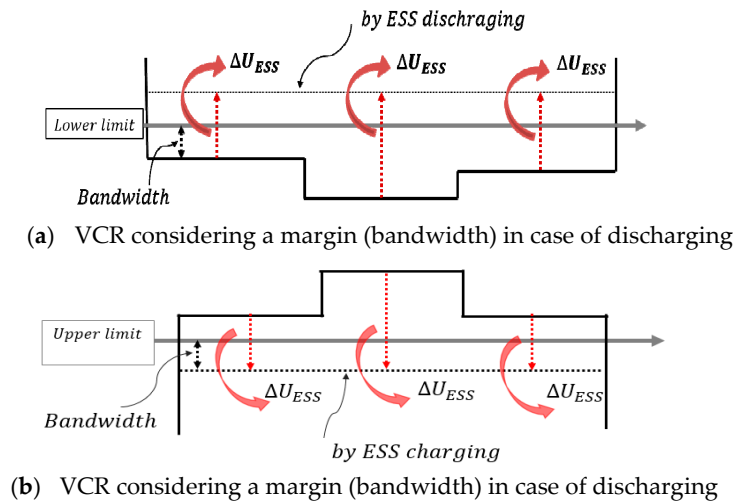 by ESS dischraging
ΔU_ESS ΔU_ESS ΔU_ESS
Lower limit
Bandwidth
(a) VCR considering a margin (bandwidth) in case of discharging
Upper limit
Bandwidth
ΔU_ESS ΔU_ESS ΔU_ESS
by ESS charging
(b) VCR considering a margin (bandwidth) in case of discharging